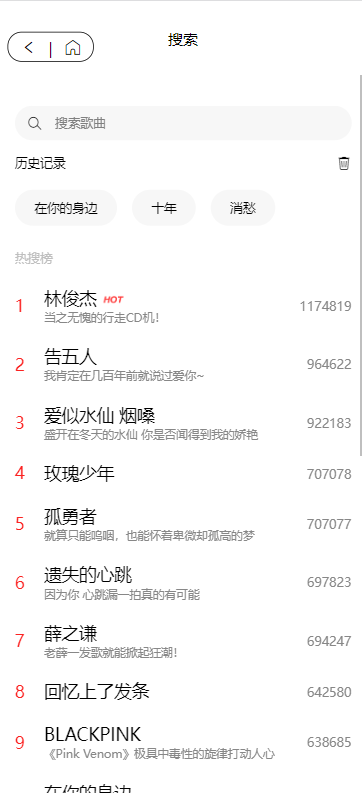 搜索
搜索歌曲
历史记录
在你的身边 十年 消愁
热搜榜
1 林俊杰 HOT 1174819
当之无愧的行走CD机!
2 告五人 964622
我肯定在几百年前就说过爱你~
3 爱似水仙 烟嗓 922183
盛开在冬天的水仙 你是否闻得到我的娇艳
4 玫瑰少年 707078
5 孤勇者 707077
就算只能呜咽，也能怀着卑微却孤高的梦
6 遗失的心跳 697823
因为你 心跳漏一拍真的有可能
7 薛之谦 694247
老薛一发歌就能掀起狂潮！
8 回忆上了发条 642580
9 BLACKPINK 638685
《Pink Venom》极具中毒性的旋律打动人心
在你的身边